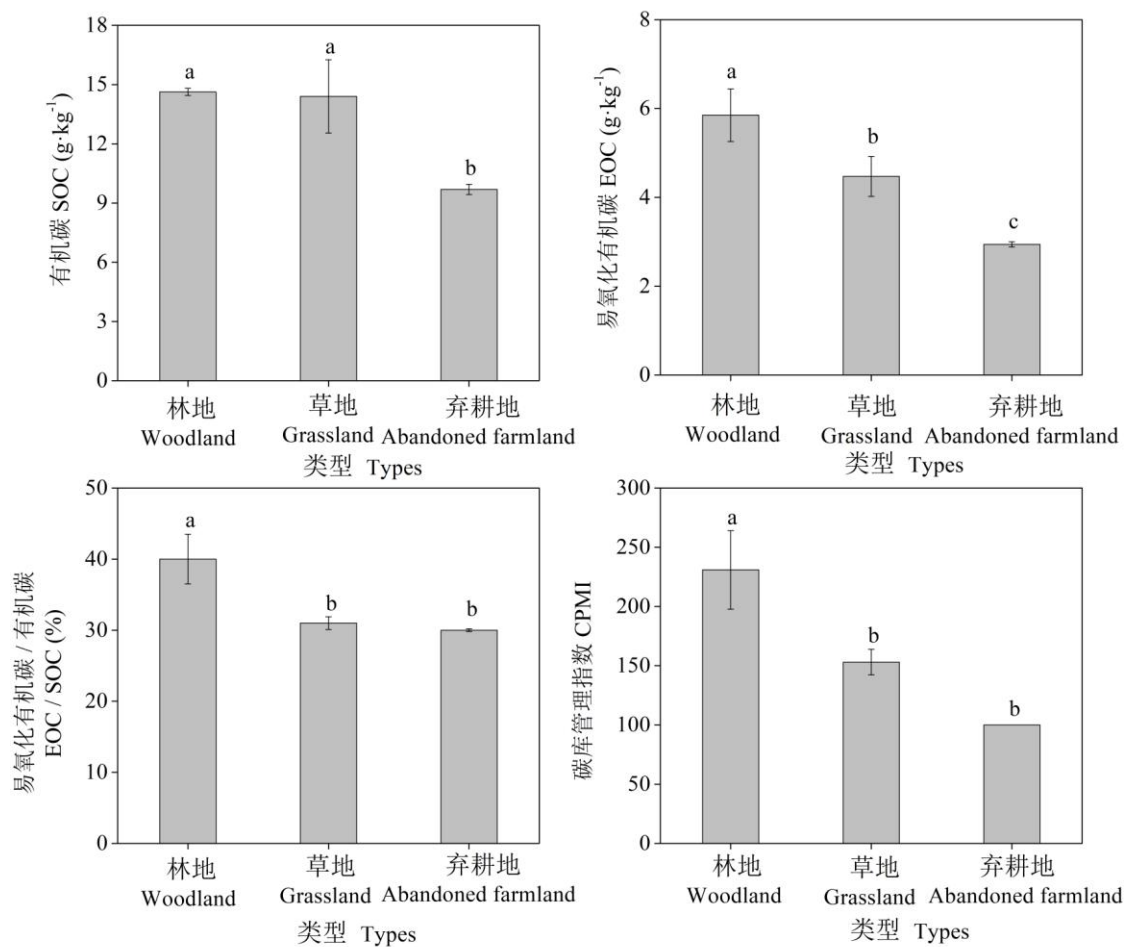 有机碳 SOC (g·kg⁻¹)
18
15
12
9
6
3
0
a
a
b
林地
Woodland
草地
Grassland
弃耕地
Abandoned farmland
类型 Types
易氧化有机碳 EOC (g·kg⁻¹)
8
6
4
2
0
a
b
c
林地
Woodland
草地
Grassland
弃耕地
Abandoned farmland
类型 Types
易氧化有机碳 / 有机碳
EOC / SOC (%)
50
40
30
20
10
0
a
b
b
林地
Woodland
草地
Grassland
弃耕地
Abandoned farmland
类型 Types
碳库管理指数 CPMI
300
250
200
150
100
50
0
a
b
b
林地
Woodland
草地
Grassland
弃耕地
Abandoned farmland
类型 Types